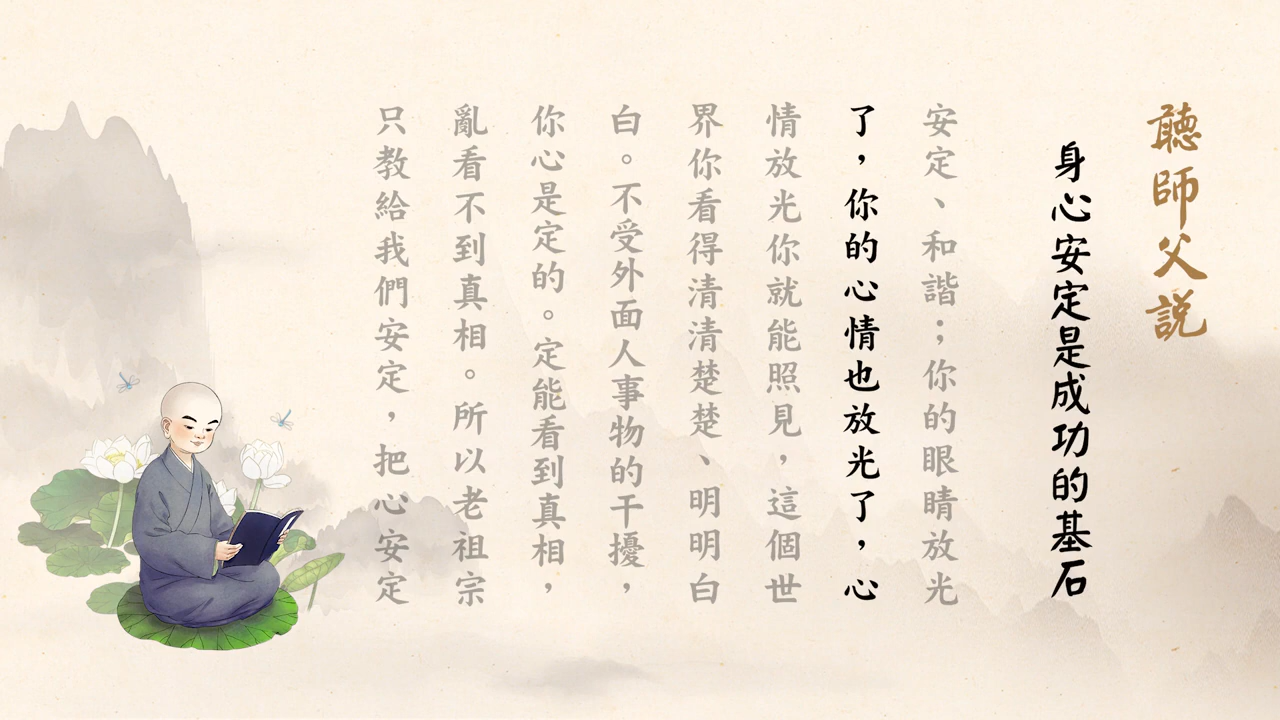 聽師父説
身心安定是成功的基石
安定、和諧；你的眼睛放光
了，你的心情也放光了，心
情放光你就能照見，這個世
界你看得清清楚楚、明明白
白。不受外面人事物的干擾，
你心是定的。定能看到真相，
亂看不到真相。所以老祖宗
只教給我們安定，把心安定